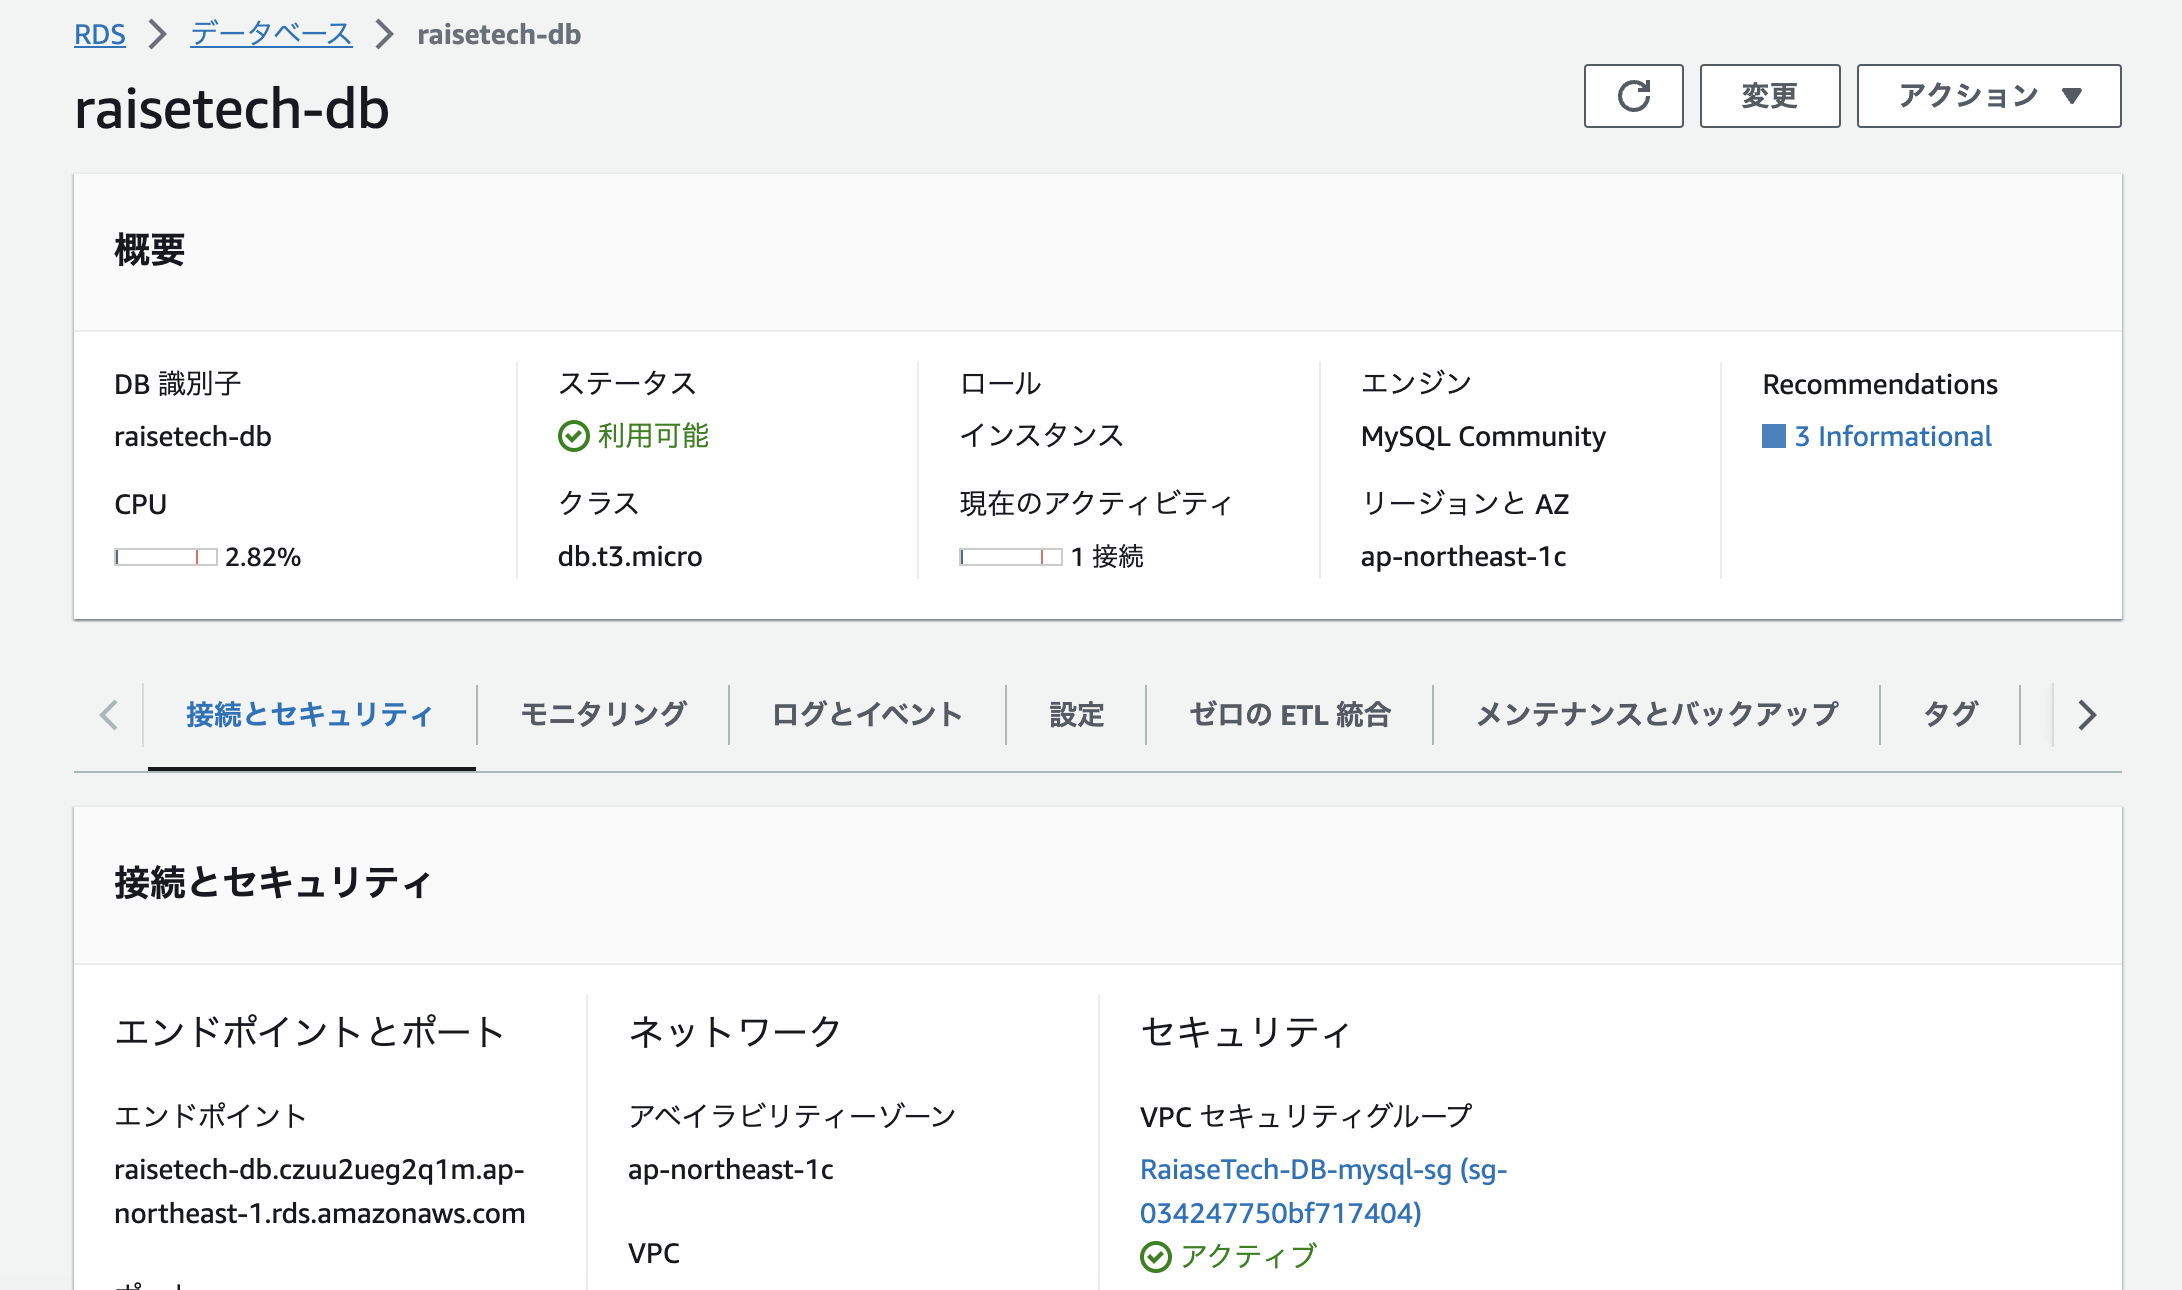 RDS データベース raisetech-db
raisetech-db
変更
アクション
概要
DB 識別子
raisetech-db
ステータス
利用可能
ロール
インスタンス
エンジン
MySQL Community
Recommendations
3 Informational
CPU
2.82%
クラス
db.t3.micro
現在のアクティビティ
1 接続
リージョンと AZ
ap-northeast-1c
接続とセキュリティ
モニタリング
ログとイベント
設定
ゼロの ETL 統合
メンテナンスとバックアップ
タグ
接続とセキュリティ
エンドポイントとポート
エンドポイント
raisetech-db.czuu2ueg2q1m.ap-
northeast-1.rds.amazonaws.com
ネットワーク
アベイラビリティーゾーン
ap-northeast-1c
VPC
セキュリティ
VPC セキュリティグループ
RaiaseTech-DB-mysql-sg (sg-
034247750bf717404)
アクティブ